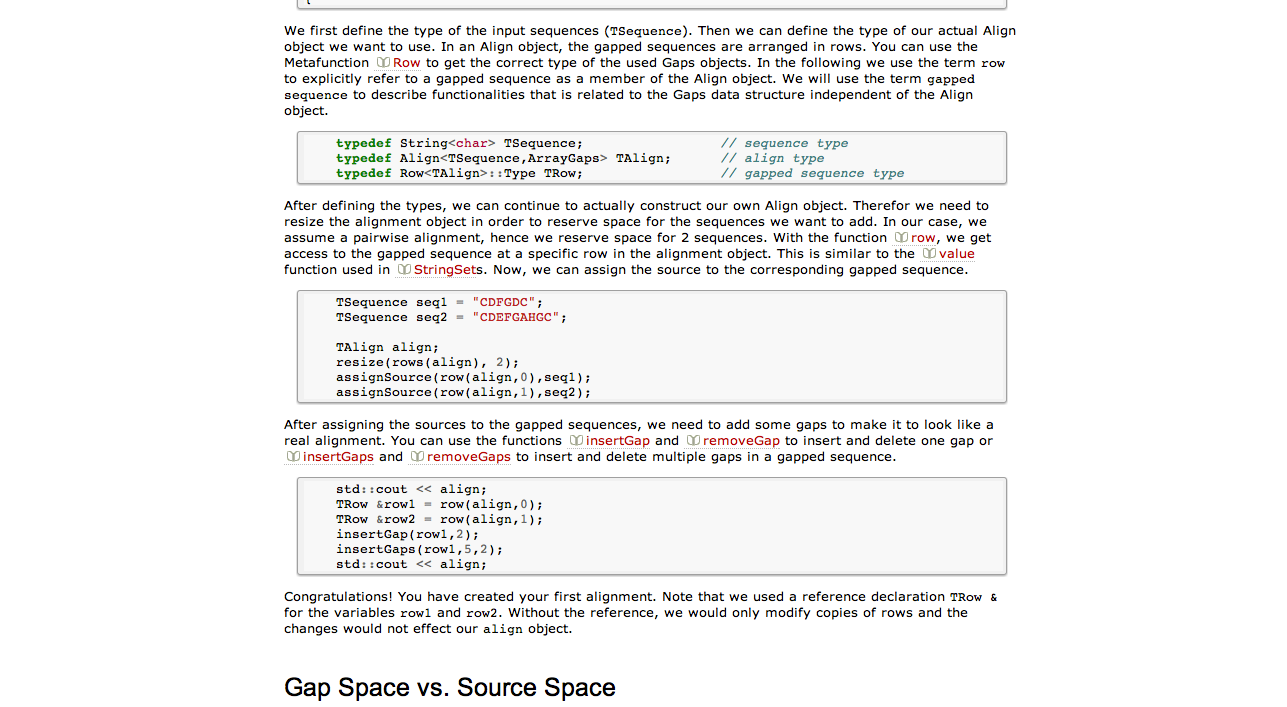 We first define the type of the input sequences (TSequence). Then we can define the type of our actual Align
object we want to use. In an Align object, the gapped sequences are arranged in rows. You can use the
Metafunction Row to get the correct type of the used Gaps objects. In the following we use the term row
to explicitly refer to a gapped sequence as a member of the Align object. We will use the term gapped
sequence to describe functionalities that is related to the Gaps data structure independent of the Align
object.
typedef String<char> TSequence; // sequence type
typedef Align<TSequence,ArrayGaps> TAlign; // align type
typedef Row<TAlign>::Type TRow; // gapped sequence type
After defining the types, we can continue to actually construct our own Align object. Therefor we need to
resize the alignment object in order to reserve space for the sequences we want to add. In our case, we
assume a pairwise alignment, hence we reserve space for 2 sequences. With the function row, we get
access to the gapped sequence at a specific row in the alignment object. This is similar to the value
function used in StringSets. Now, we can assign the source to the corresponding gapped sequence.
TSequence seq1 = "CDFGDC";
TSequence seq2 = "CDEFGAHGC";
TAlign align;
resize(rows(align), 2);
assignSource(row(align,0),seq1);
assignSource(row(align,1),seq2);
After assigning the sources to the gapped sequences, we need to add some gaps to make it to look like a
real alignment. You can use the functions insertGap and removeGap to insert and delete one gap or
insertGaps and removeGaps to insert and delete multiple gaps in a gapped sequence.
std::cout << align;
TRow &row1 = row(align,0);
TRow &row2 = row(align,1);
insertGap(row1,2);
insertGaps(row1,5,2);
std::cout << align;
Congratulations! You have created your first alignment. Note that we used a reference declaration TRow &
for the variables row1 and row2. Without the reference, we would only modify copies of rows and the
changes would not effect our align object.
Gap Space vs. Source Space